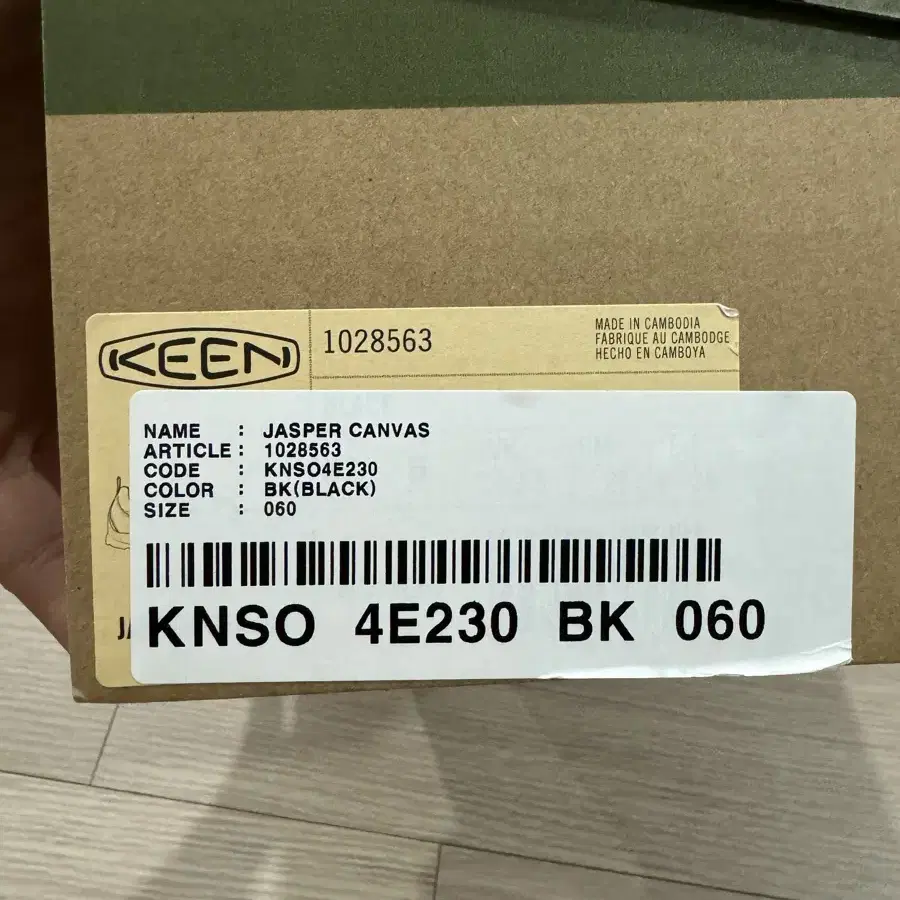 KEEN
1028563
MADE IN CAMBODIA
FABRIQUE AU CAMBODGE
HECHO EN CAMBOYA
NAME : JASPER CANVAS
ARTICLE : 1028563
CODE : KNSO4E230
COLOR : BK(BLACK)
SIZE : 060
KNSO 4E230 BK 060